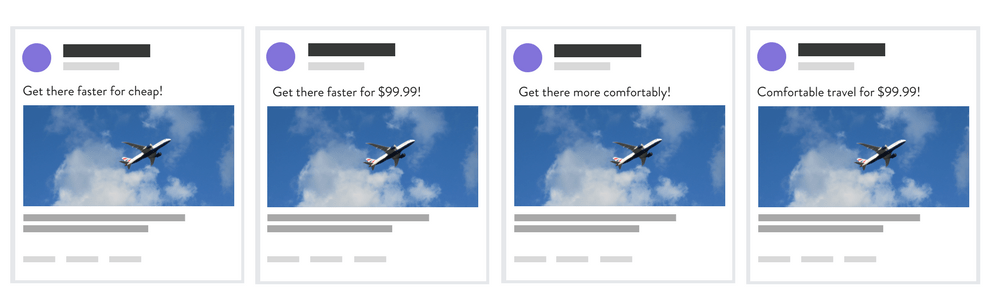 Get there faster for cheap!
Get there faster for $99.99!
Get there more comfortably!
Comfortable travel for $99.99!